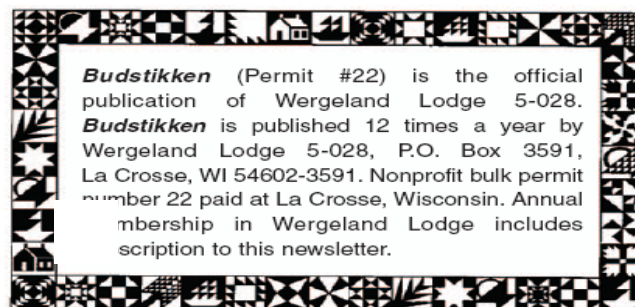 Budstikken (Permit #22) is the official
publication of Wergeland Lodge 5-028.
Budstikken is published 12 times a year by
Wergeland Lodge 5-028, P.O. Box 3591,
La Crosse, WI 54602-3591. Nonprofit bulk permit
number 22 paid at La Crosse, Wisconsin. Annual
mbership in Wergeland Lodge includes
scription to this newsletter.